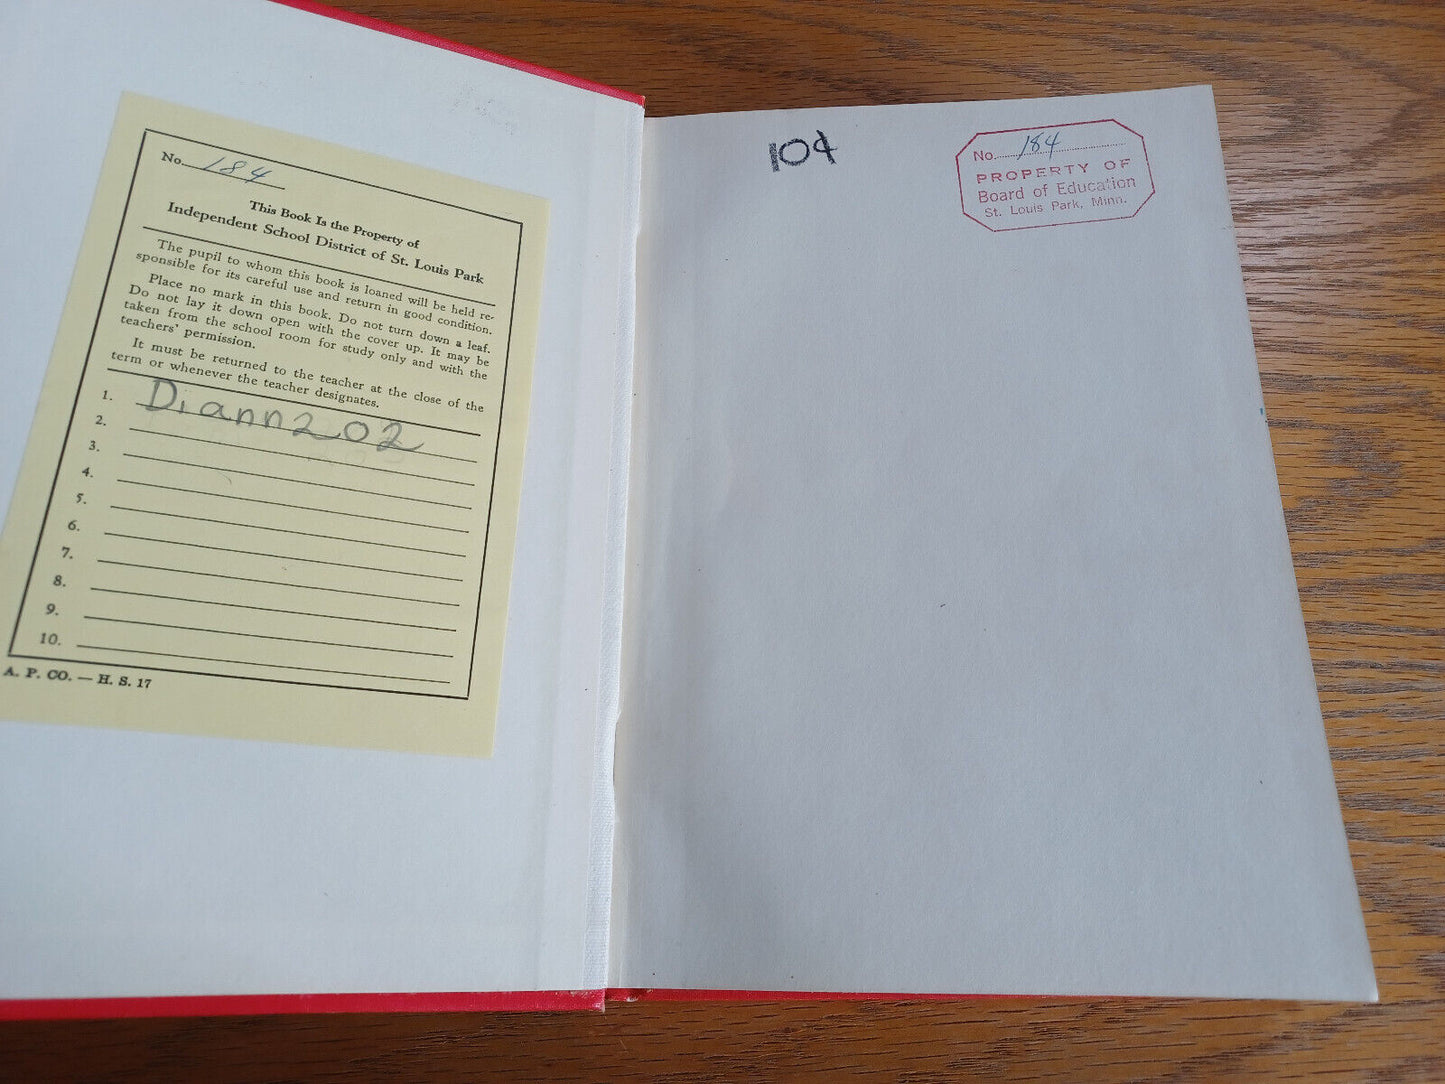 No. 184
This Book Is the Property of
Independent School District of St. Louis Park
The pupil to whom this book is loaned will be held re-
sponsible for its careful use and return in good condition.
Place no mark in this book. Do not turn down a leaf.
Do not lay it down open with the cover up. It may be
taken from the school room for study only and with the
teachers' permission.
It must be returned to the teacher at the close of the
term or whenever the teacher designates.
1. Diann202
2.
3.
4.
5.
6.
7.
8.
9.
10.
A. P. CO. — H. S. 17
10¢
No. 184
PROPERTY OF
Board of Education
St. Louis Park, Minn.